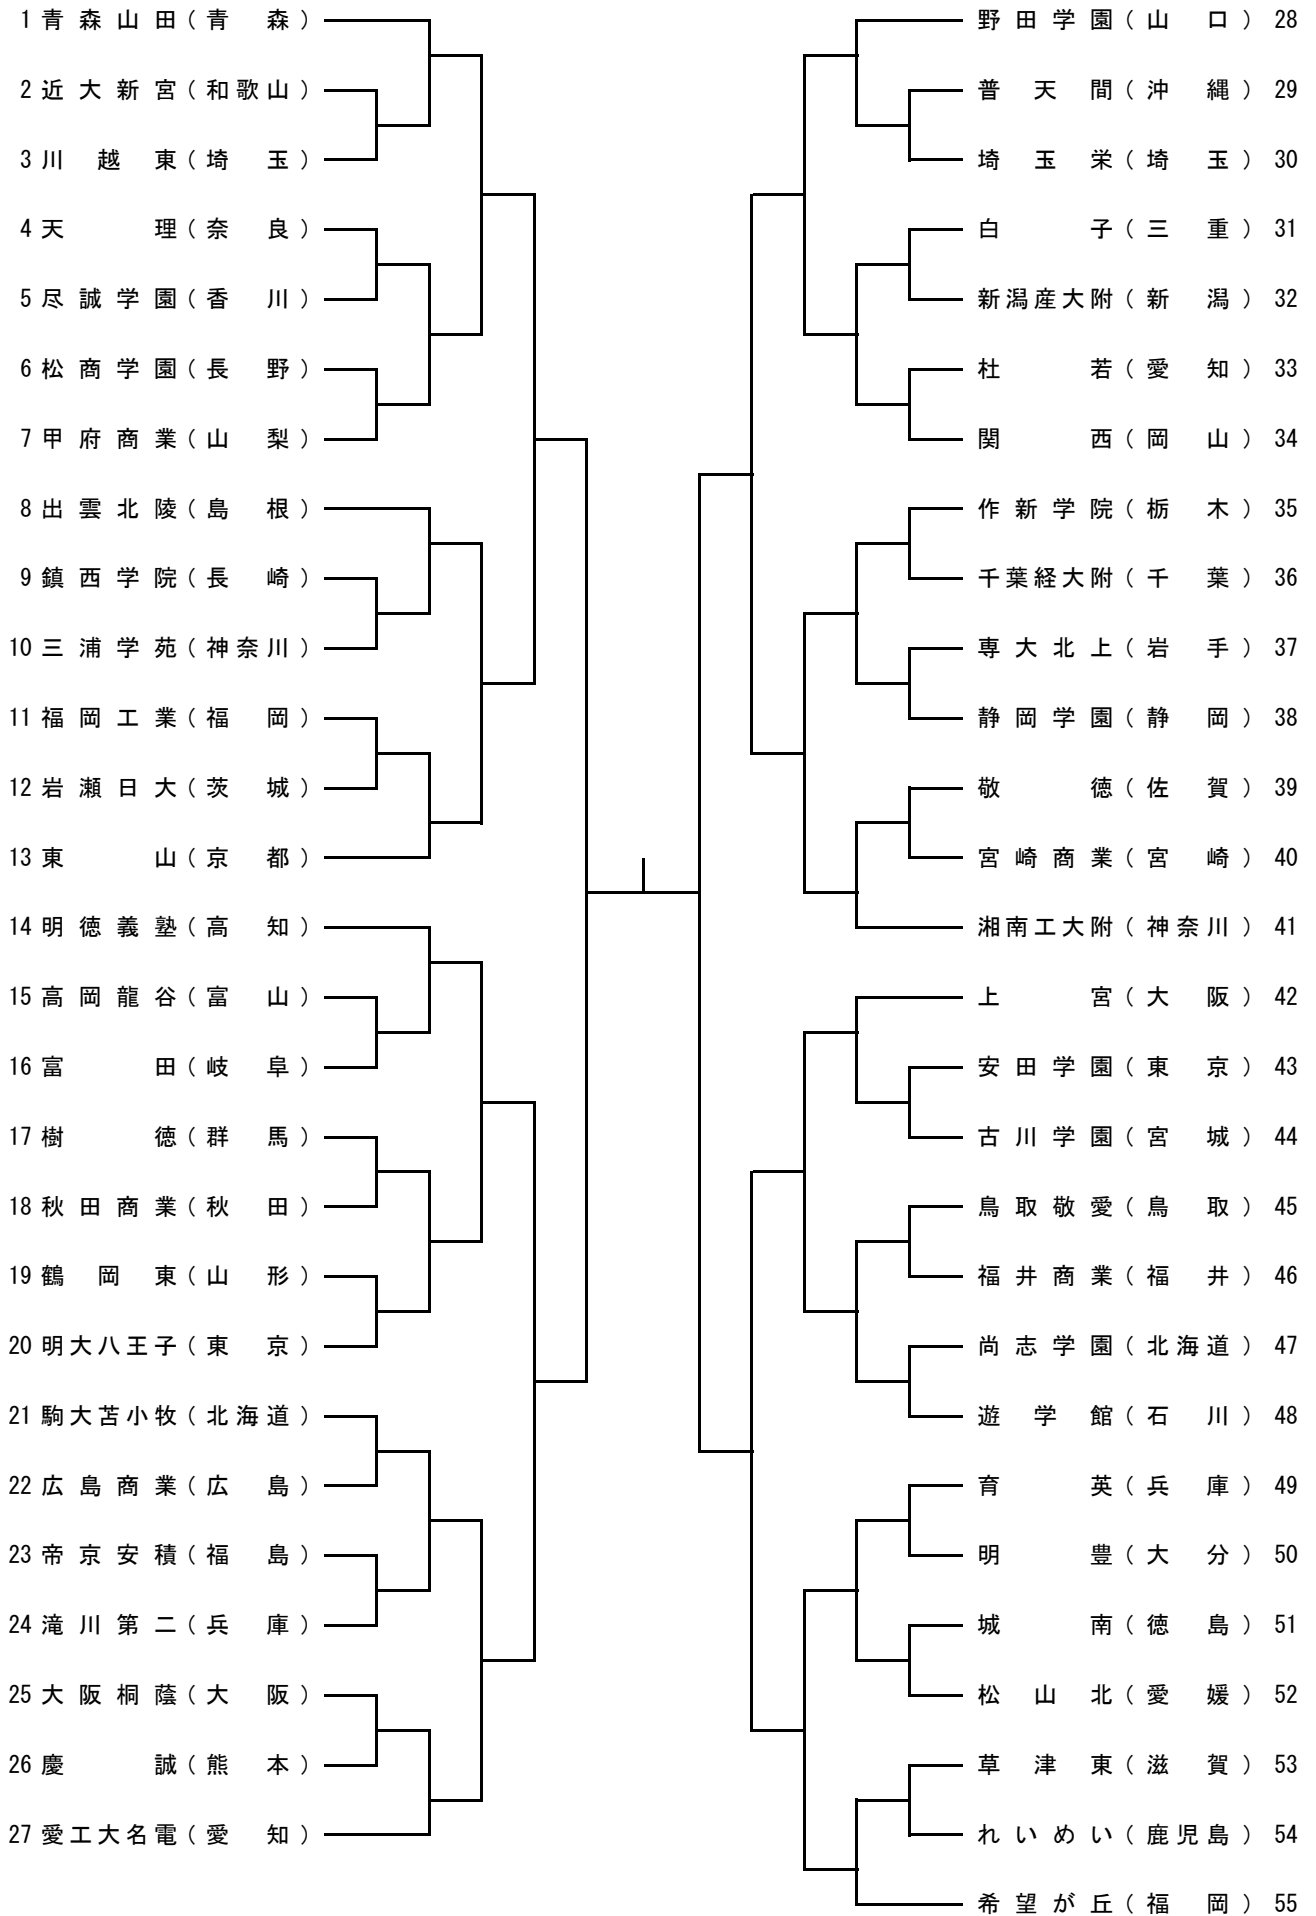 1 青森山田（青森）
2 近大新宮（和歌山）
3 川越東（埼玉）
4 天理（奈良）
5 尽誠学園（香川）
6 松商学園（長野）
7 甲府商業（山梨）
8 出雲北陵（島根）
9 鎮西学院（長崎）
10 三浦学苑（神奈川）
11 福岡工業（福岡）
12 岩瀬日大（茨城）
13 東山（京都）
14 明徳義塾（高知）
15 高岡龍谷（富山）
16 富田（岐阜）
17 樹徳（群馬）
18 秋田商業（秋田）
19 鶴岡東（山形）
20 明大八王子（東京）
21 駒大苫小牧（北海道）
22 広島商業（広島）
23 帝京安積（福島）
24 滝川第二（兵庫）
25 大阪桐蔭（大阪）
26 慶誠（熊本）
27 愛工大名電（愛知）
野田学園（山口） 28
普天間（沖縄） 29
埼玉栄（埼玉） 30
白子（三重） 31
新潟産大附（新潟） 32
杜若（愛知） 33
関西（岡山） 34
作新学院（栃木） 35
千葉経大附（千葉） 36
専大北上（岩手） 37
静岡学園（静岡） 38
敬徳（佐賀） 39
宮崎商業（宮崎） 40
湘南工大附（神奈川） 41
上宮（大阪） 42
安田学園（東京） 43
古川学園（宮城） 44
鳥取敬愛（鳥取） 45
福井商業（福井） 46
尚志学園（北海道） 47
遊学館（石川） 48
育英（兵庫） 49
明豊（大分） 50
城南（徳島） 51
松山北（愛媛） 52
草津東（滋賀） 53
れいめい（鹿児島） 54
希望が丘（福岡） 55